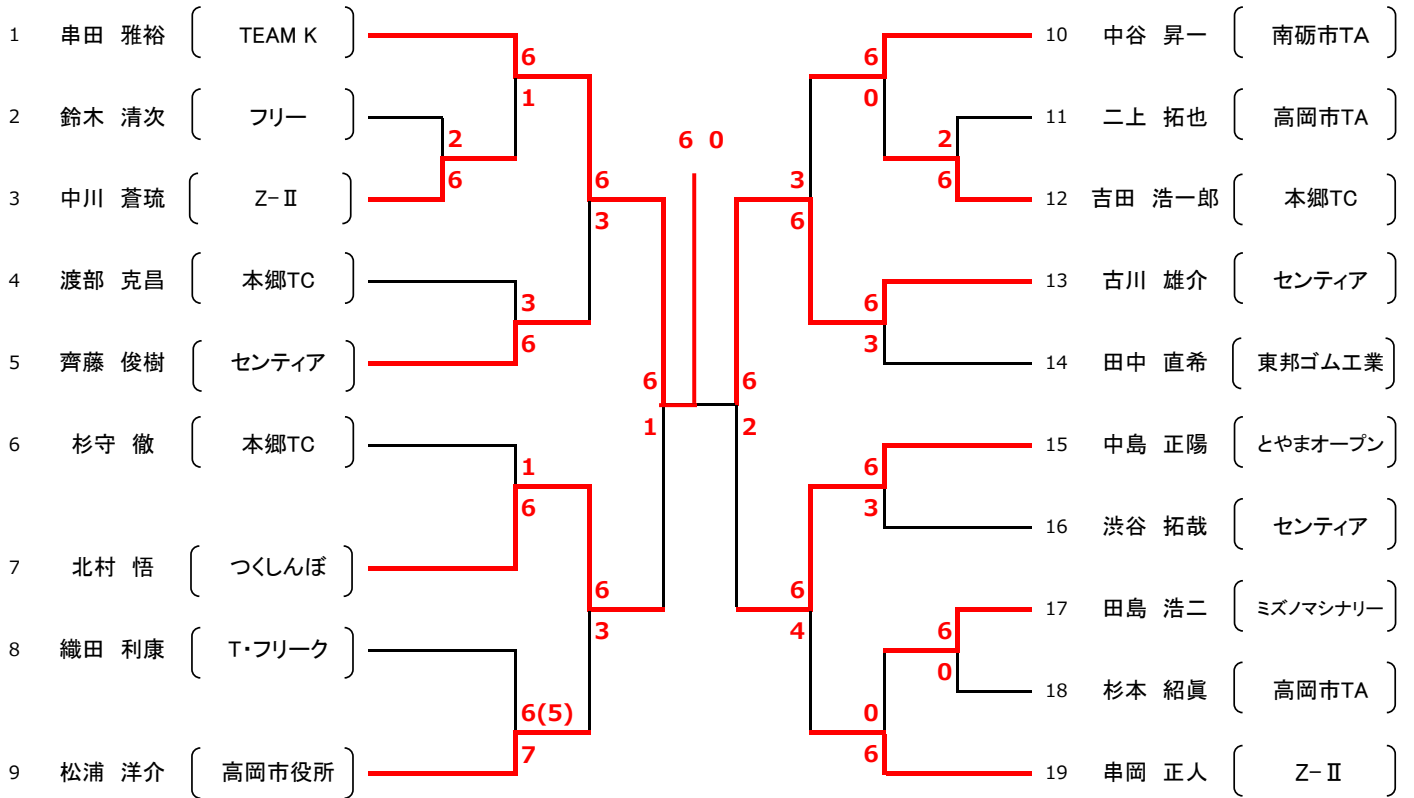 1 串田 雅裕 TEAM K
2 鈴木 清次 フリー
3 中川 蒼琉 Z-Ⅱ
4 渡部 克昌 本郷TC
5 齊藤 俊樹 センティア
6 杉守 徹 本郷TC
7 北村 悟 つくしんぼ
8 織田 利康 T・フリーク
9 松浦 洋介 高岡市役所
6
1
2
6
6
3
3
6
6
1
1
6
6
3
6(5)
7
6 0
6
0
2
6
3
6
6
3
6
2
6
3
6
4
6
0
0
6
10 中谷 昇一 南砺市TA
11 二上 拓也 高岡市TA
12 吉田 浩一郎 本郷TC
13 古川 雄介 センティア
14 田中 直希 東邦ゴム工業
15 中島 正陽 とやまオープン
16 渋谷 拓哉 センティア
17 田島 浩二 ミズノマシナリー
18 杉本 紹眞 高岡市TA
19 串岡 正人 Z-Ⅱ